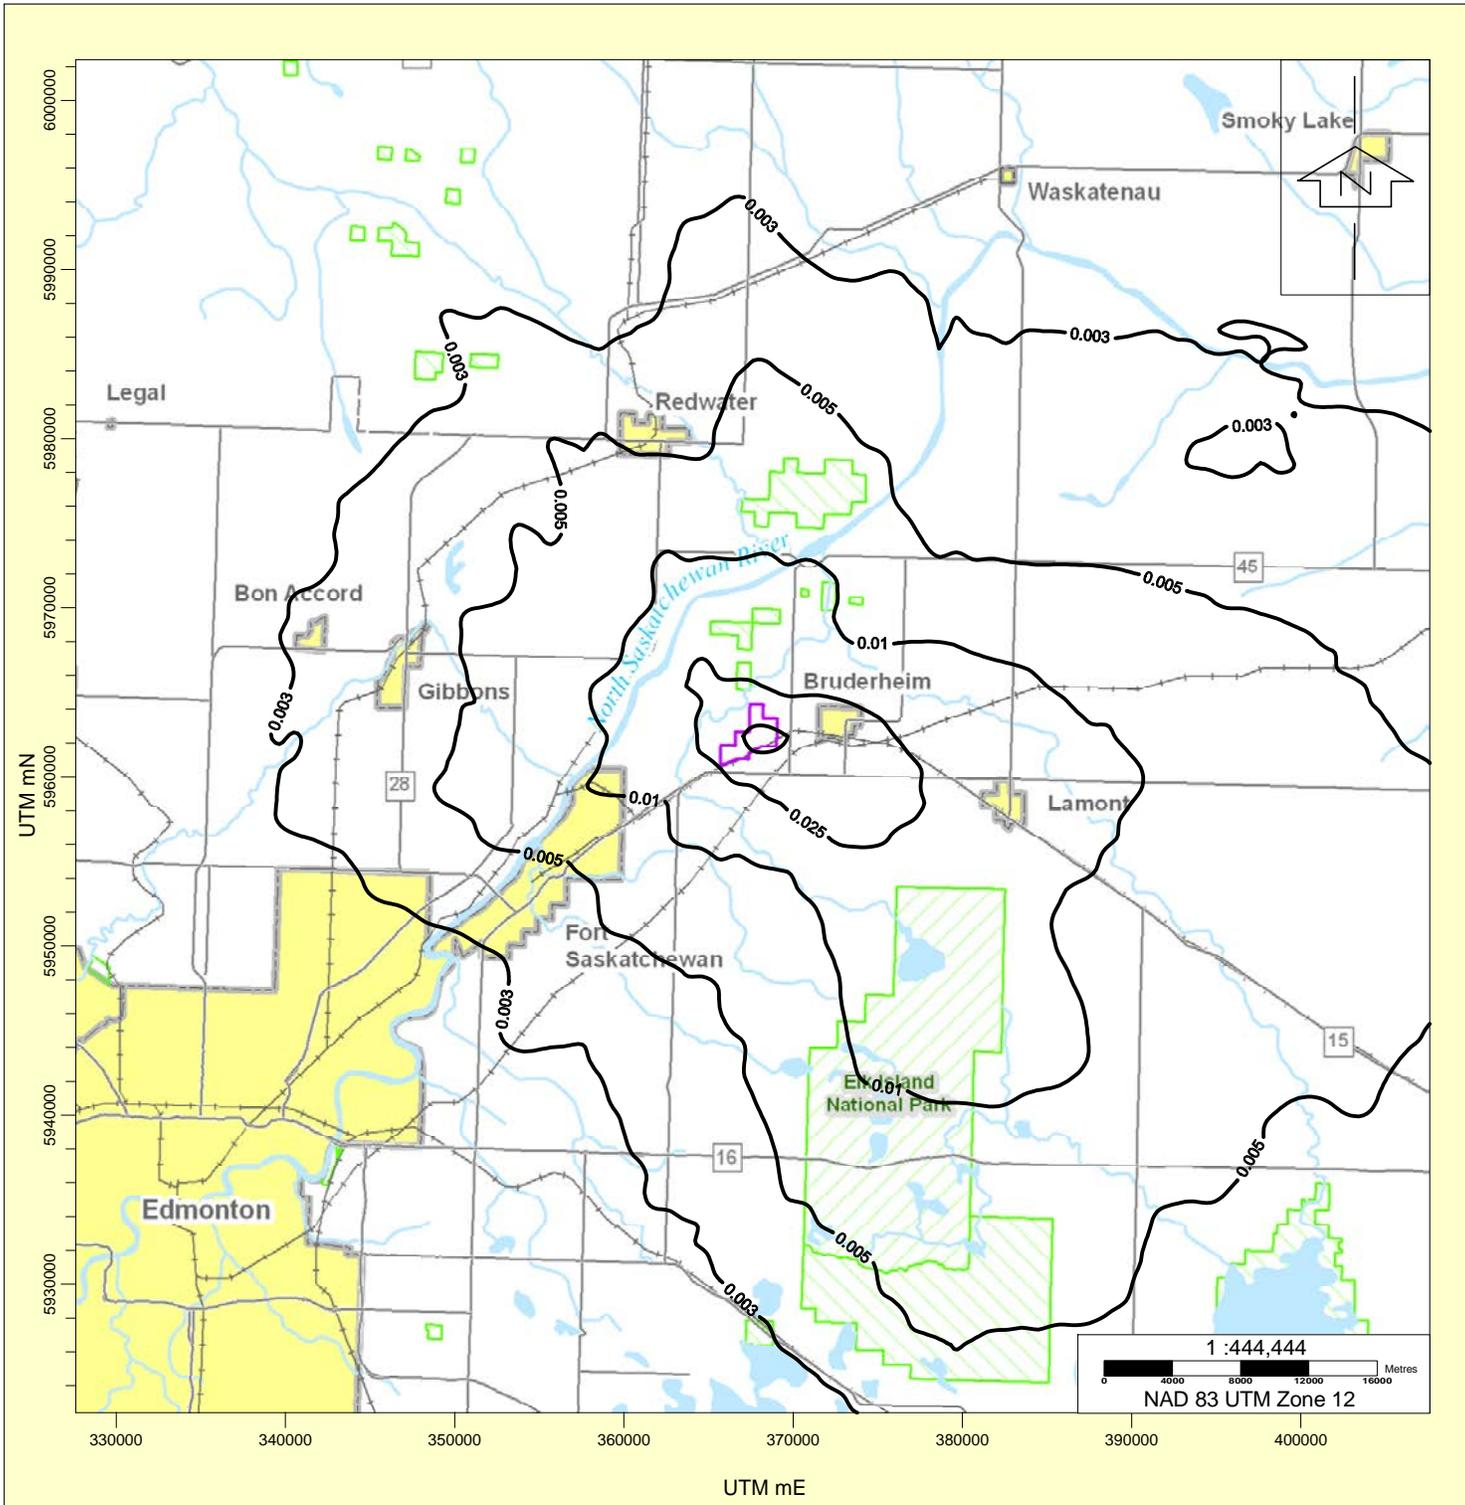 6000000
5990000
5980000
5970000
5960000
5950000
5940000
5930000
UTM mN
330000
340000
350000
360000
370000
380000
390000
400000
UTM mE
Smoky Lake
N
Waskatenau
0.003
0.003
0.003
Legal
Redwater
0.005
0.003
0.005
North Saskatchewan River
45
0.005
Bon Accord
0.01
Gibbons
Bruderheim
0.003
28
0.01
Lamont
0.025
0.005
Fort
Saskatchewan
0.003
15
Elk Island
National Park
0.01
16
0.005
Edmonton
0.005
0.003
1 :444,444
Metres
0
4000
8000
12000
16000
NAD 83 UTM Zone 12